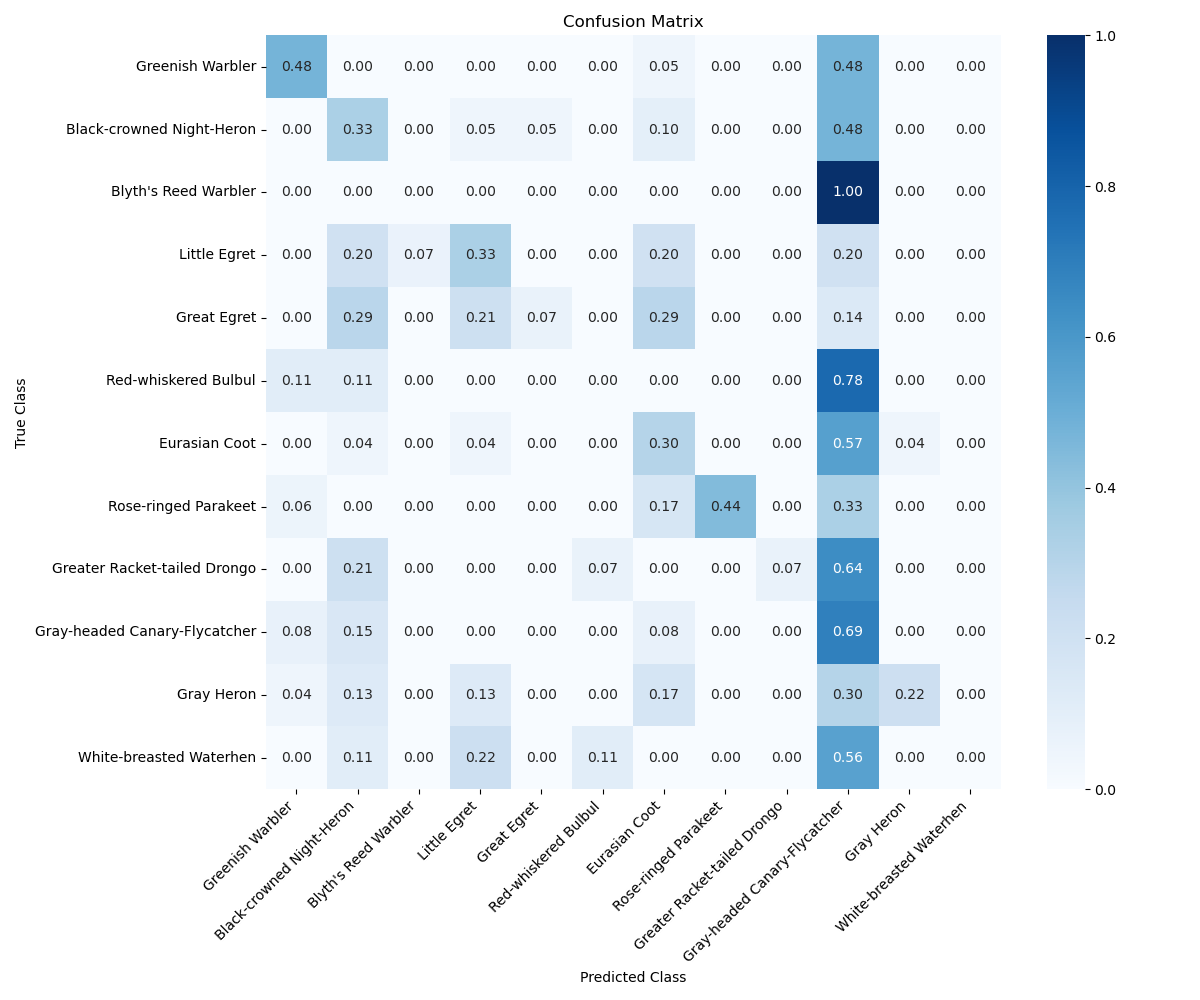 Confusion Matrix
Greenish Warbler 0.48 0.00 0.00 0.00 0.00 0.00 0.05 0.00 0.00 0.48 0.00 0.00
Black-crowned Night-Heron 0.00 0.33 0.00 0.05 0.05 0.00 0.10 0.00 0.00 0.48 0.00 0.00
Blyth's Reed Warbler 0.00 0.00 0.00 0.00 0.00 0.00 0.00 0.00 0.00 1.00 0.00 0.00
Little Egret 0.00 0.20 0.07 0.33 0.00 0.00 0.20 0.00 0.00 0.20 0.00 0.00
Great Egret 0.00 0.29 0.00 0.21 0.07 0.00 0.29 0.00 0.00 0.14 0.00 0.00
Red-whiskered Bulbul 0.11 0.11 0.00 0.00 0.00 0.00 0.00 0.00 0.00 0.78 0.00 0.00
Eurasian Coot 0.00 0.04 0.00 0.04 0.00 0.00 0.30 0.00 0.00 0.57 0.04 0.00
Rose-ringed Parakeet 0.06 0.00 0.00 0.00 0.00 0.00 0.17 0.44 0.00 0.33 0.00 0.00
Greater Racket-tailed Drongo 0.00 0.21 0.00 0.00 0.00 0.07 0.00 0.00 0.07 0.64 0.00 0.00
Gray-headed Canary-Flycatcher 0.08 0.15 0.00 0.00 0.00 0.00 0.08 0.00 0.00 0.69 0.00 0.00
Gray Heron 0.04 0.13 0.00 0.13 0.00 0.00 0.17 0.00 0.00 0.30 0.22 0.00
White-breasted Waterhen 0.00 0.11 0.00 0.22 0.00 0.11 0.00 0.00 0.00 0.56 0.00 0.00
True Class
Greenish Warbler
Black-crowned Night-Heron
Blyth's Reed Warbler
Little Egret
Great Egret
Red-whiskered Bulbul
Eurasian Coot
Rose-ringed Parakeet
Greater Racket-tailed Drongo
Gray-headed Canary-Flycatcher
Gray Heron
White-breasted Waterhen
Predicted Class
1.0
0.8
0.6
0.4
0.2
0.0